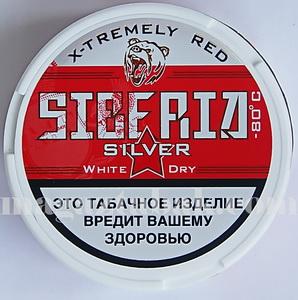 X-TREMELY RED
SIBERIA
-80°C
SILVER
WHITE DRY
ЭТО ТАБАЧНОЕ ИЗДЕЛИЕ
ВРЕДИТ ВАШЕМУ
ЗДОРОВЬЮ